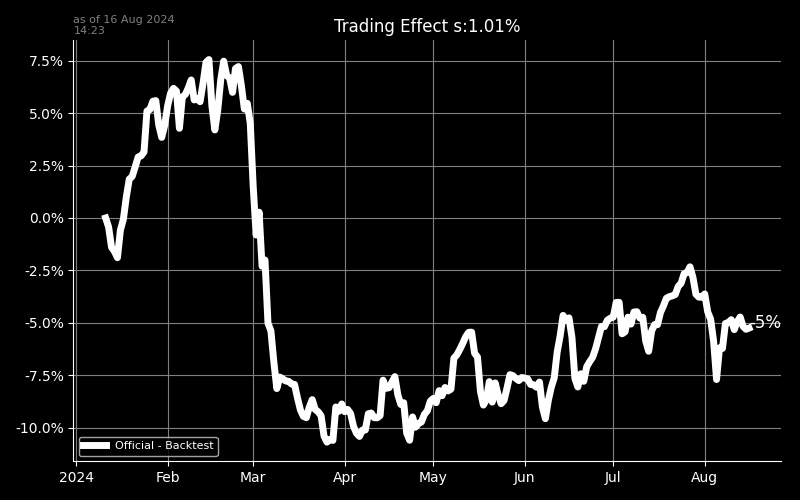 as of 16 Aug 2024
14:23
Trading Effect s:1.01%
7.5%
5.0%
2.5%
0.0%
-2.5%
-5.0%
-7.5%
-10.0%
-5%
Official - Backtest
2024 Feb Mar Apr May Jun Jul Aug